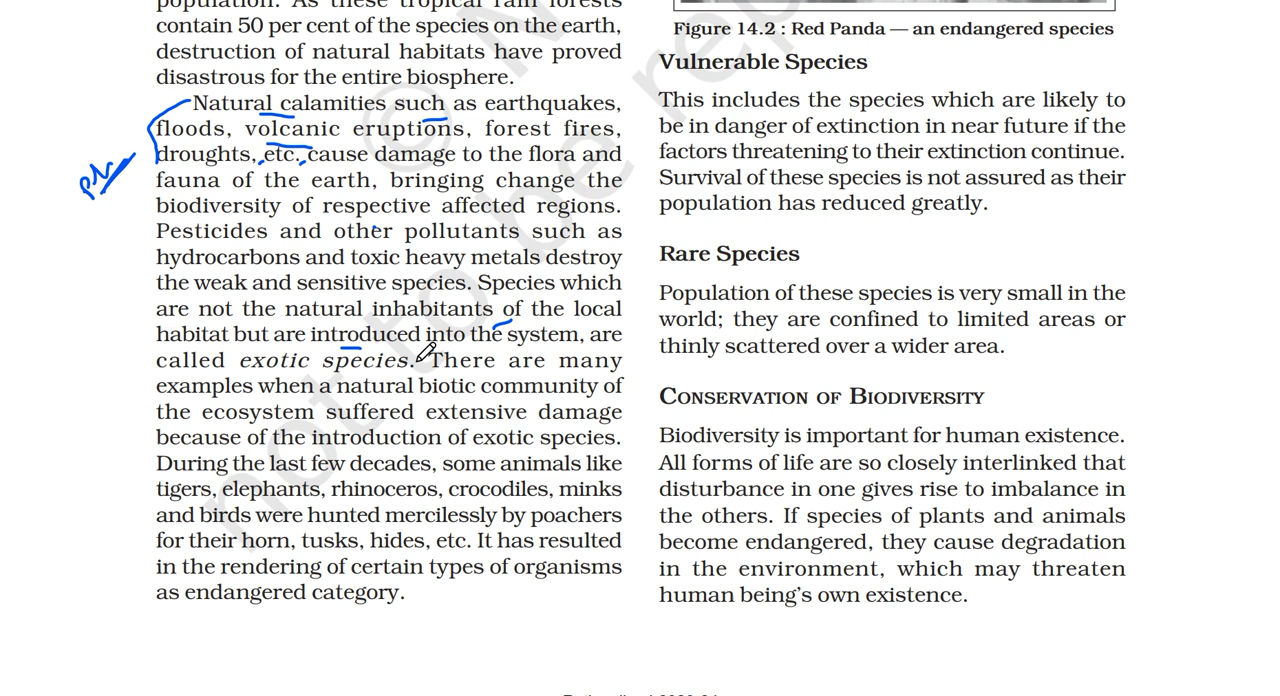 population. As these tropical rain forests
contain 50 per cent of the species on the earth,
destruction of natural habitats have proved
disastrous for the entire biosphere.
Natural calamities such as earthquakes,
floods, volcanic eruptions, forest fires,
droughts, etc. cause damage to the flora and
fauna of the earth, bringing change the
biodiversity of respective affected regions.
Pesticides and other pollutants such as
hydrocarbons and toxic heavy metals destroy
the weak and sensitive species. Species which
are not the natural inhabitants of the local
habitat but are introduced into the system, are
called exotic species. There are many
examples when a natural biotic community of
the ecosystem suffered extensive damage
because of the introduction of exotic species.
During the last few decades, some animals like
tigers, elephants, rhinoceros, crocodiles, minks
and birds were hunted mercilessly by poachers
for their horn, tusks, hides, etc. It has resulted
in the rendering of certain types of organisms
as endangered category.
Figure 14.2 : Red Panda — an endangered species
Vulnerable Species
This includes the species which are likely to
be in danger of extinction in near future if the
factors threatening to their extinction continue.
Survival of these species is not assured as their
population has reduced greatly.
Rare Species
Population of these species is very small in the
world; they are confined to limited areas or
thinly scattered over a wider area.
CONSERVATION OF BIODIVERSITY
Biodiversity is important for human existence.
All forms of life are so closely interlinked that
disturbance in one gives rise to imbalance in
the others. If species of plants and animals
become endangered, they cause degradation
in the environment, which may threaten
human being's own existence.
not to be rep
© N